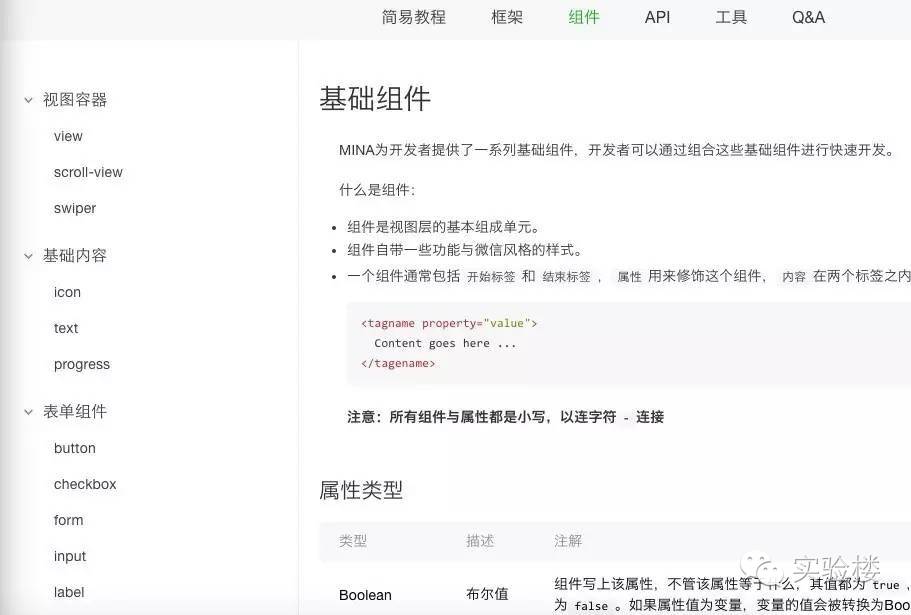 简易教程 框架 组件 API 工具 Q&A
视图容器
view
scroll-view
swiper
基础内容
icon
text
progress
表单组件
button
checkbox
form
input
label
基础组件
MINA为开发者提供了一系列基础组件，开发者可以通过组合这些基础组件进行快速开发。
什么是组件：
组件是视图层的基本组成单元。
组件自带一些功能与微信风格的样式。
一个组件通常包括 开始标签 和 结束标签 ， 属性 用来修饰这个组件， 内容 在两个标签之内
<tagname property="value">
Content goes here ...
</tagename>
注意：所有组件与属性都是小写，以连字符 - 连接
属性类型
类型 描述 注解
Boolean 布尔值 组件写上该属性，不管该属性等于什么，其值都为 true ，
为 false 。如果属性值为变量，变量的值会被转换为Boo
实验楼